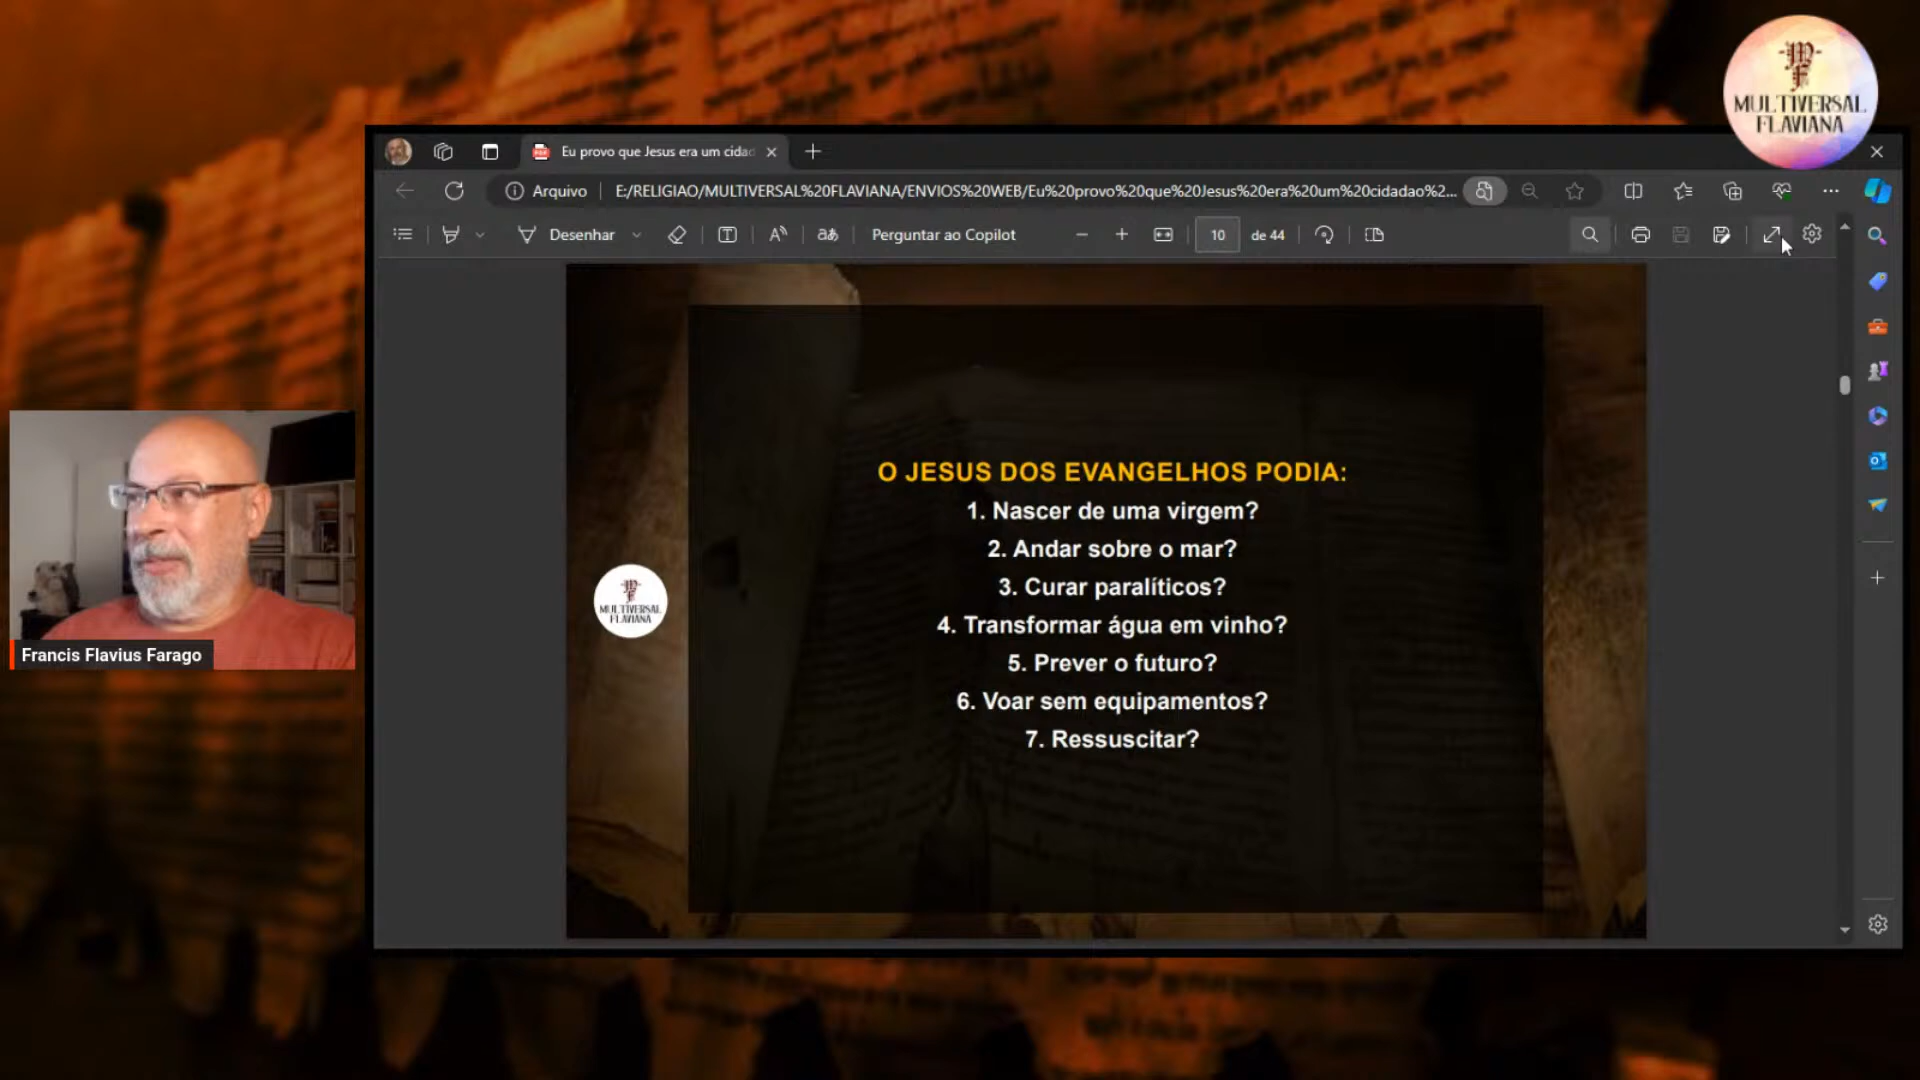 MULTIVERSAL
FLAVIANA
Eu provo que Jesus era um cidad
Arquivo
E:/RELIGIAO/MULTIVERSAL%20FLAVIANA/ENVIOS%20WEB/Eu%20provo%20que%20Jesus%20era%20um%20cidadao%2...
Desenhar
Perguntar ao Copilot
10
de 44
O JESUS DOS EVANGELHOS PODIA:
1. Nascer de uma virgem?
2. Andar sobre o mar?
3. Curar paralíticos?
4. Transformar água em vinho?
5. Prever o futuro?
6. Voar sem equipamentos?
7. Ressuscitar?
MULTIVERSAL
FLAVIANA
Francis Flavius Farago